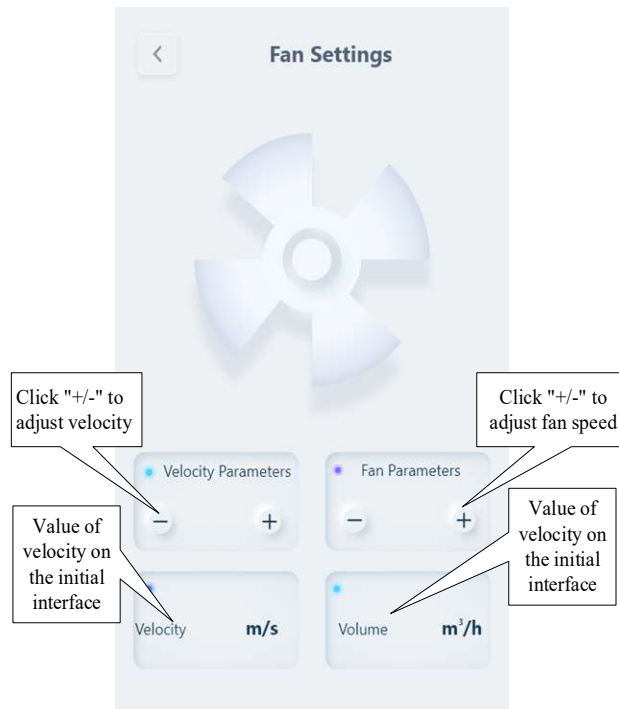 Fan Settings
Click "+/-" to
adjust velocity
Click "+/-" to
adjust fan speed
Velocity Parameters
Fan Parameters
− +
− +
Value of
velocity on
the initial
interface
Value of
velocity on
the initial
interface
Velocity m/s
Volume m³/h